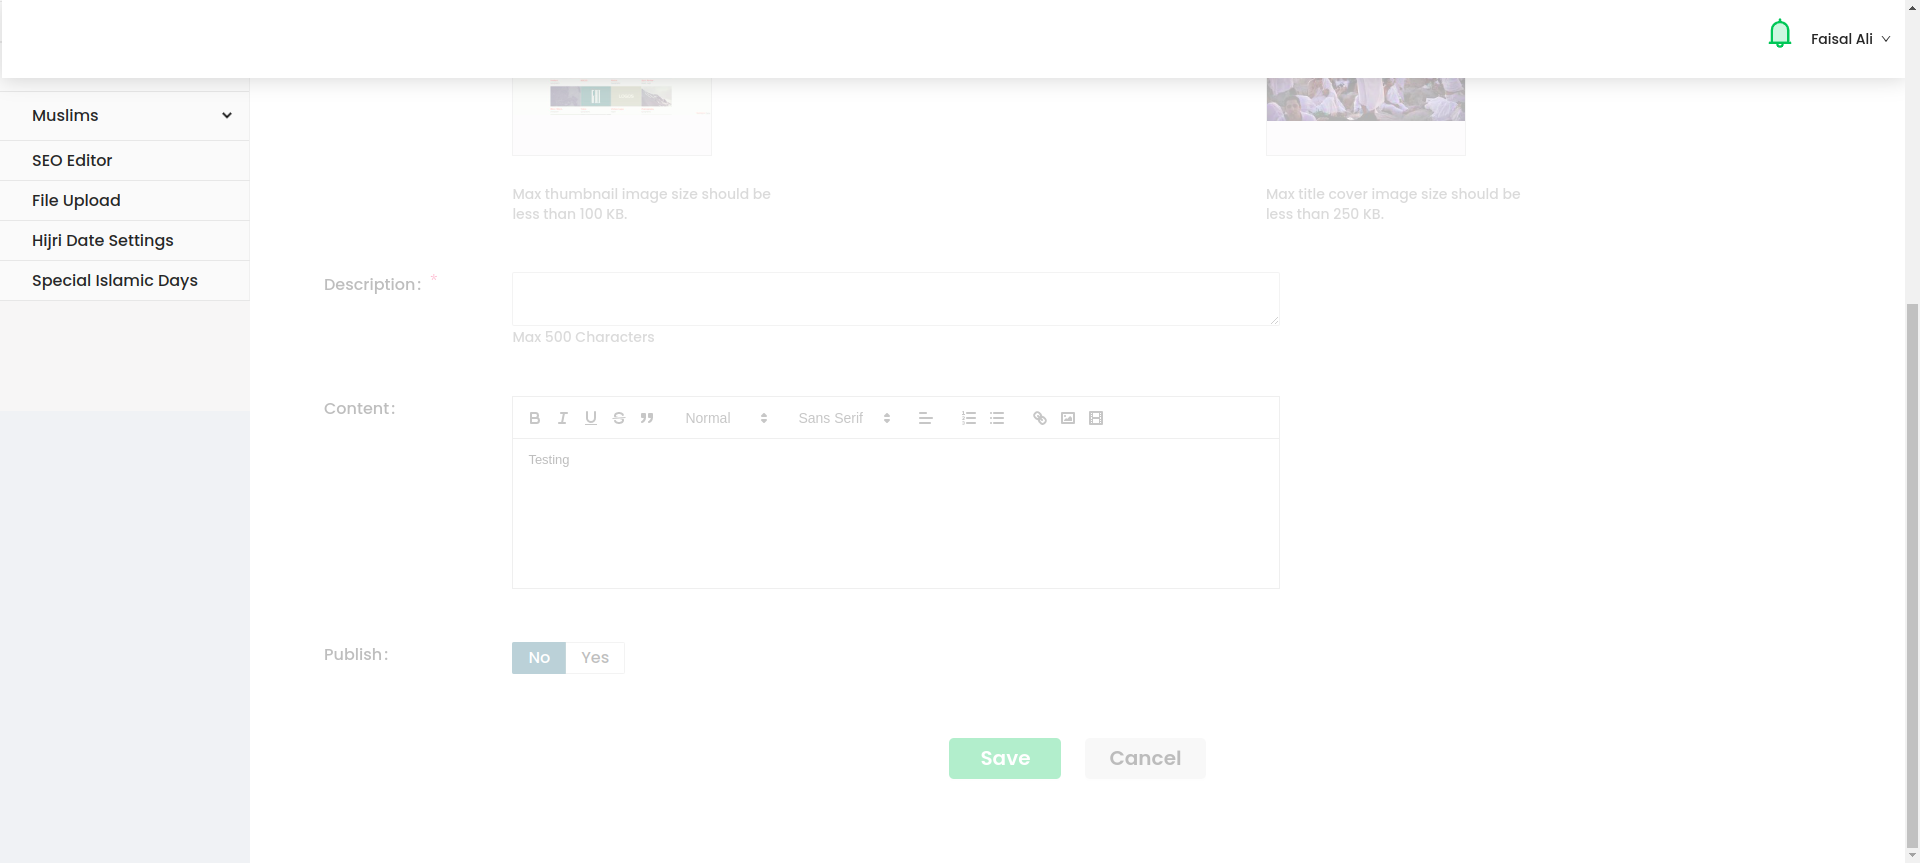 Faisal Ali
Muslims
SEO Editor
File Upload
Hijri Date Settings
Special Islamic Days
Max thumbnail image size should be
less than 100 KB.
Max title cover image size should be
less than 250 KB.
Description: *
Max 500 Characters
Content:
Normal
Sans Serif
Testing
Publish:
No
Yes
Save
Cancel